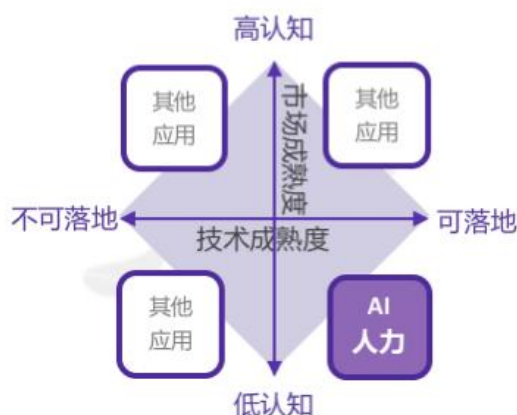 高认知
其他
应用
市场成熟度
其他
应用
不可落地
技术成熟度
可落地
其他
应用
AI
人力
低认知